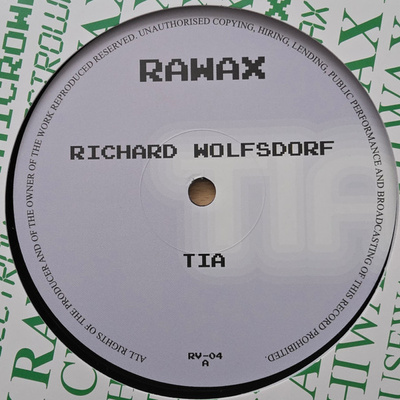 RAWAX
RICHARD WOLFSDORF
TIA
RV-04
A
ALL RIGHTS OF THE PRODUCER AND OF THE OWNER OF THE WORK REPRODUCED RESERVED. UNAUTHORISED COPYING, HIRING, LENDING, PUBLIC PERFORMANCE AND BROADCASTING OF THIS RECORD PROHIBITED.
TIA